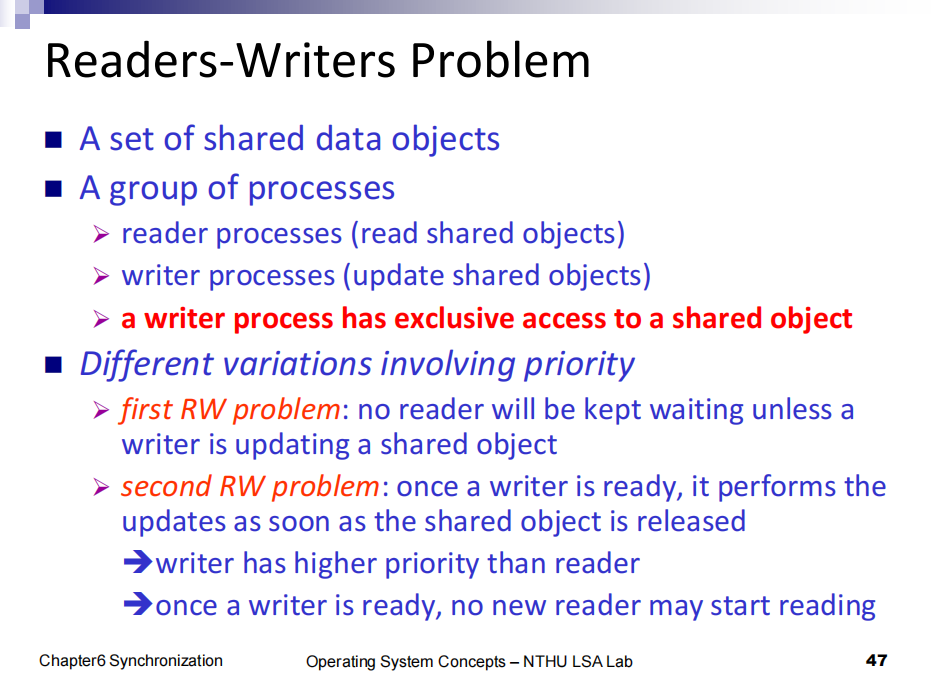 Readers-Writers Problem
A set of shared data objects
A group of processes
reader processes (read shared objects)
writer processes (update shared objects)
a writer process has exclusive access to a shared object
Different variations involving priority
first RW problem: no reader will be kept waiting unless a
writer is updating a shared object
second RW problem: once a writer is ready, it performs the
updates as soon as the shared object is released
➔writer has higher priority than reader
➔once a writer is ready, no new reader may start reading
Chapter6 Synchronization
Operating System Concepts – NTHU LSA Lab
47